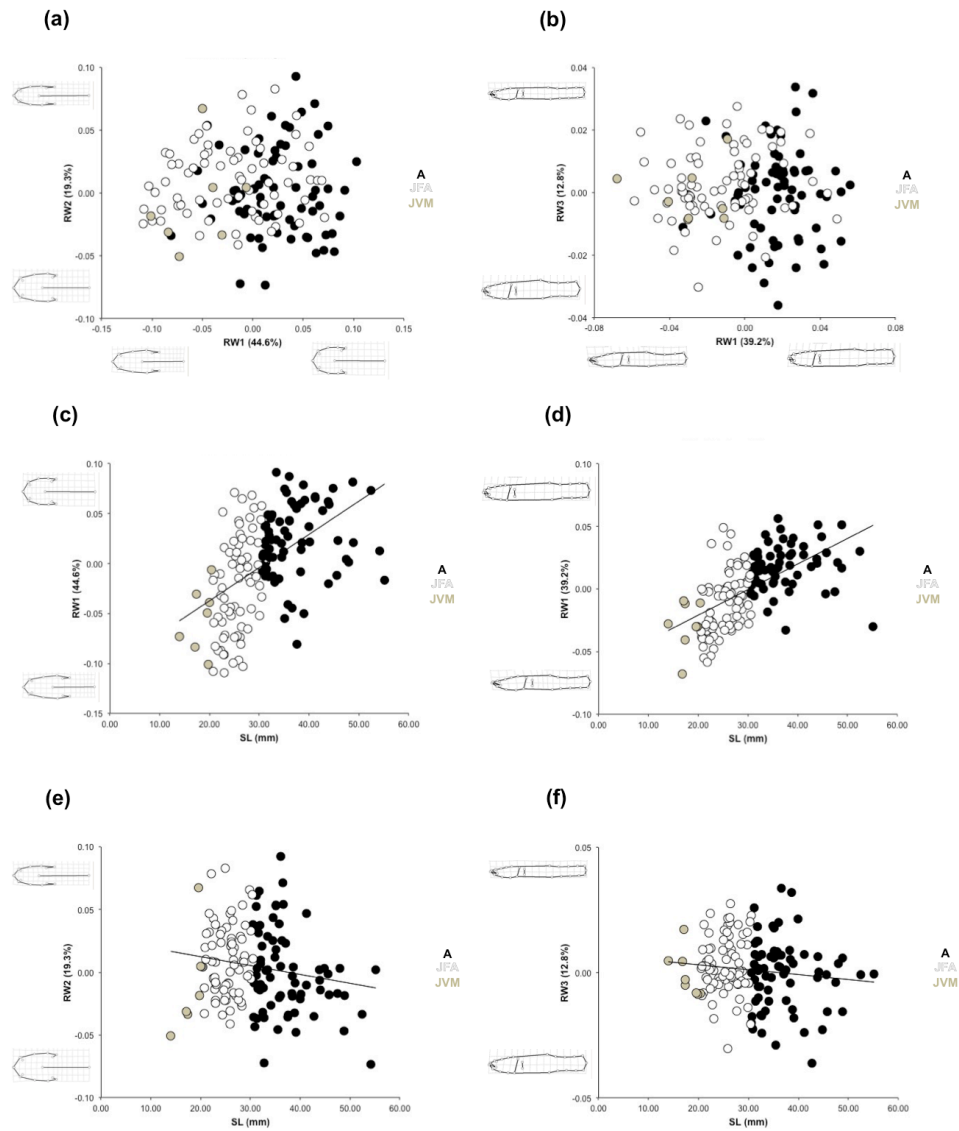 (a)
(b)
0.10
0.05
0.00
-0.05
-0.10
RW2 (19.3%)
-0.15
-0.10
-0.05
0.00
0.05
0.10
0.15
RW1 (44.6%)
A
JFA
JVM
0.04
0.02
0.00
-0.02
-0.04
RW3 (12.8%)
-0.08
-0.04
0.00
0.04
0.08
RW1 (39.2%)
A
JFA
JVM
(c)
(d)
0.10
0.05
0.00
-0.05
-0.10
-0.15
RW1 (44.6%)
0.00
10.00
20.00
30.00
40.00
50.00
60.00
SL (mm)
A
JFA
JVM
0.10
0.05
0.00
-0.05
-0.10
RW1 (39.2%)
0.00
10.00
20.00
30.00
40.00
50.00
60.00
SL (mm)
A
JFA
JVM
(e)
(f)
0.10
0.05
0.00
-0.05
-0.10
RW2 (19.3%)
0.00
10.00
20.00
30.00
40.00
50.00
60.00
SL (mm)
A
JFA
JVM
0.05
0.00
-0.05
RW3 (12.8%)
0.00
10.00
20.00
30.00
40.00
50.00
60.00
SL (mm)
A
JFA
JVM